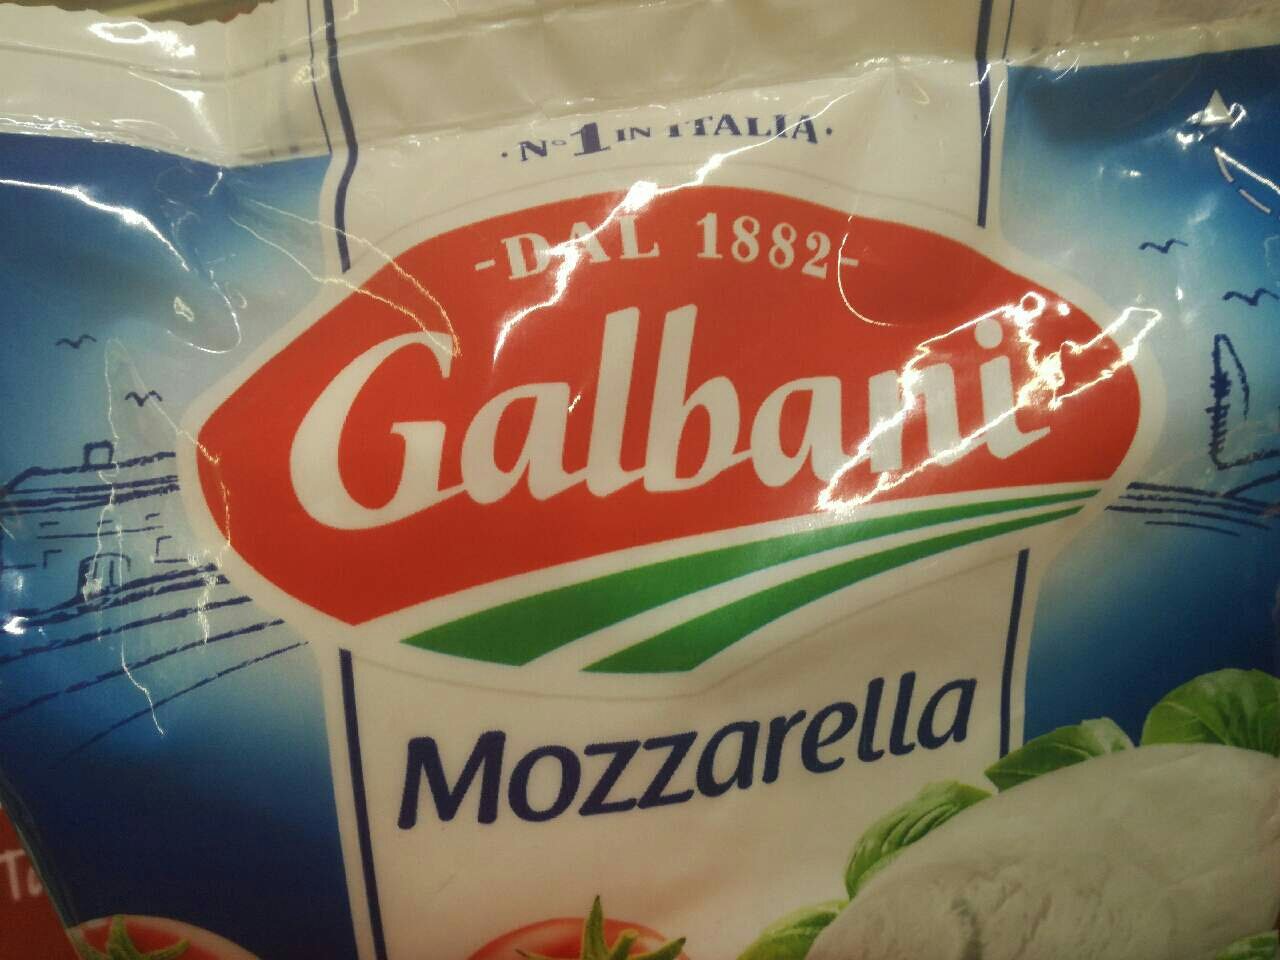 ·No1 IN ITALIA·
-DAL 1882-
Galbani
Mozzarella